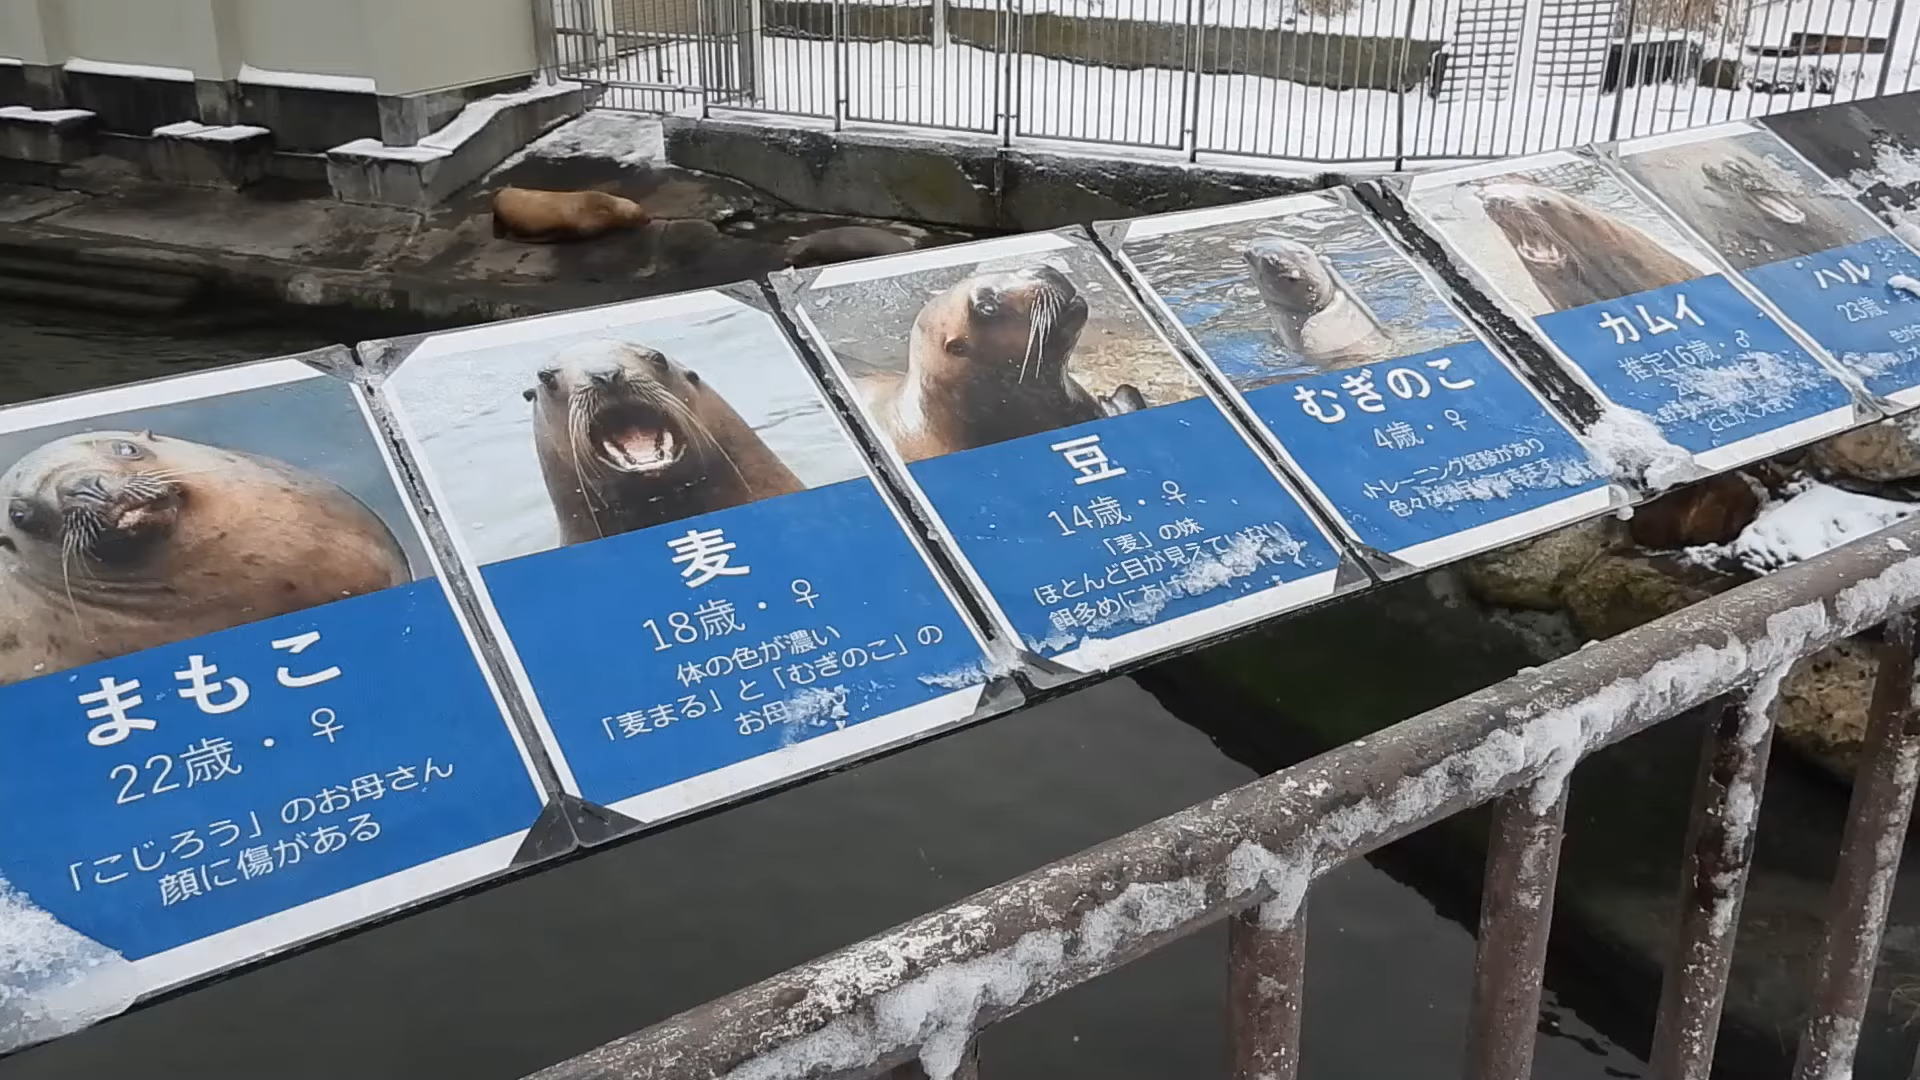 まもこ
22歳・♀
「こじろう」のお母さん
顔に傷がある
麦
18歳・♀
体の色が濃い
「麦まる」と「むぎのこ」の
お母
豆
14歳・♀
「麦」の妹
ほとんど目が見えていない
餌多めにあ
むぎのこ
4歳・♀
トレーニング経験があり
色々
カムイ
推定16歳・♂
ハル
23歳・